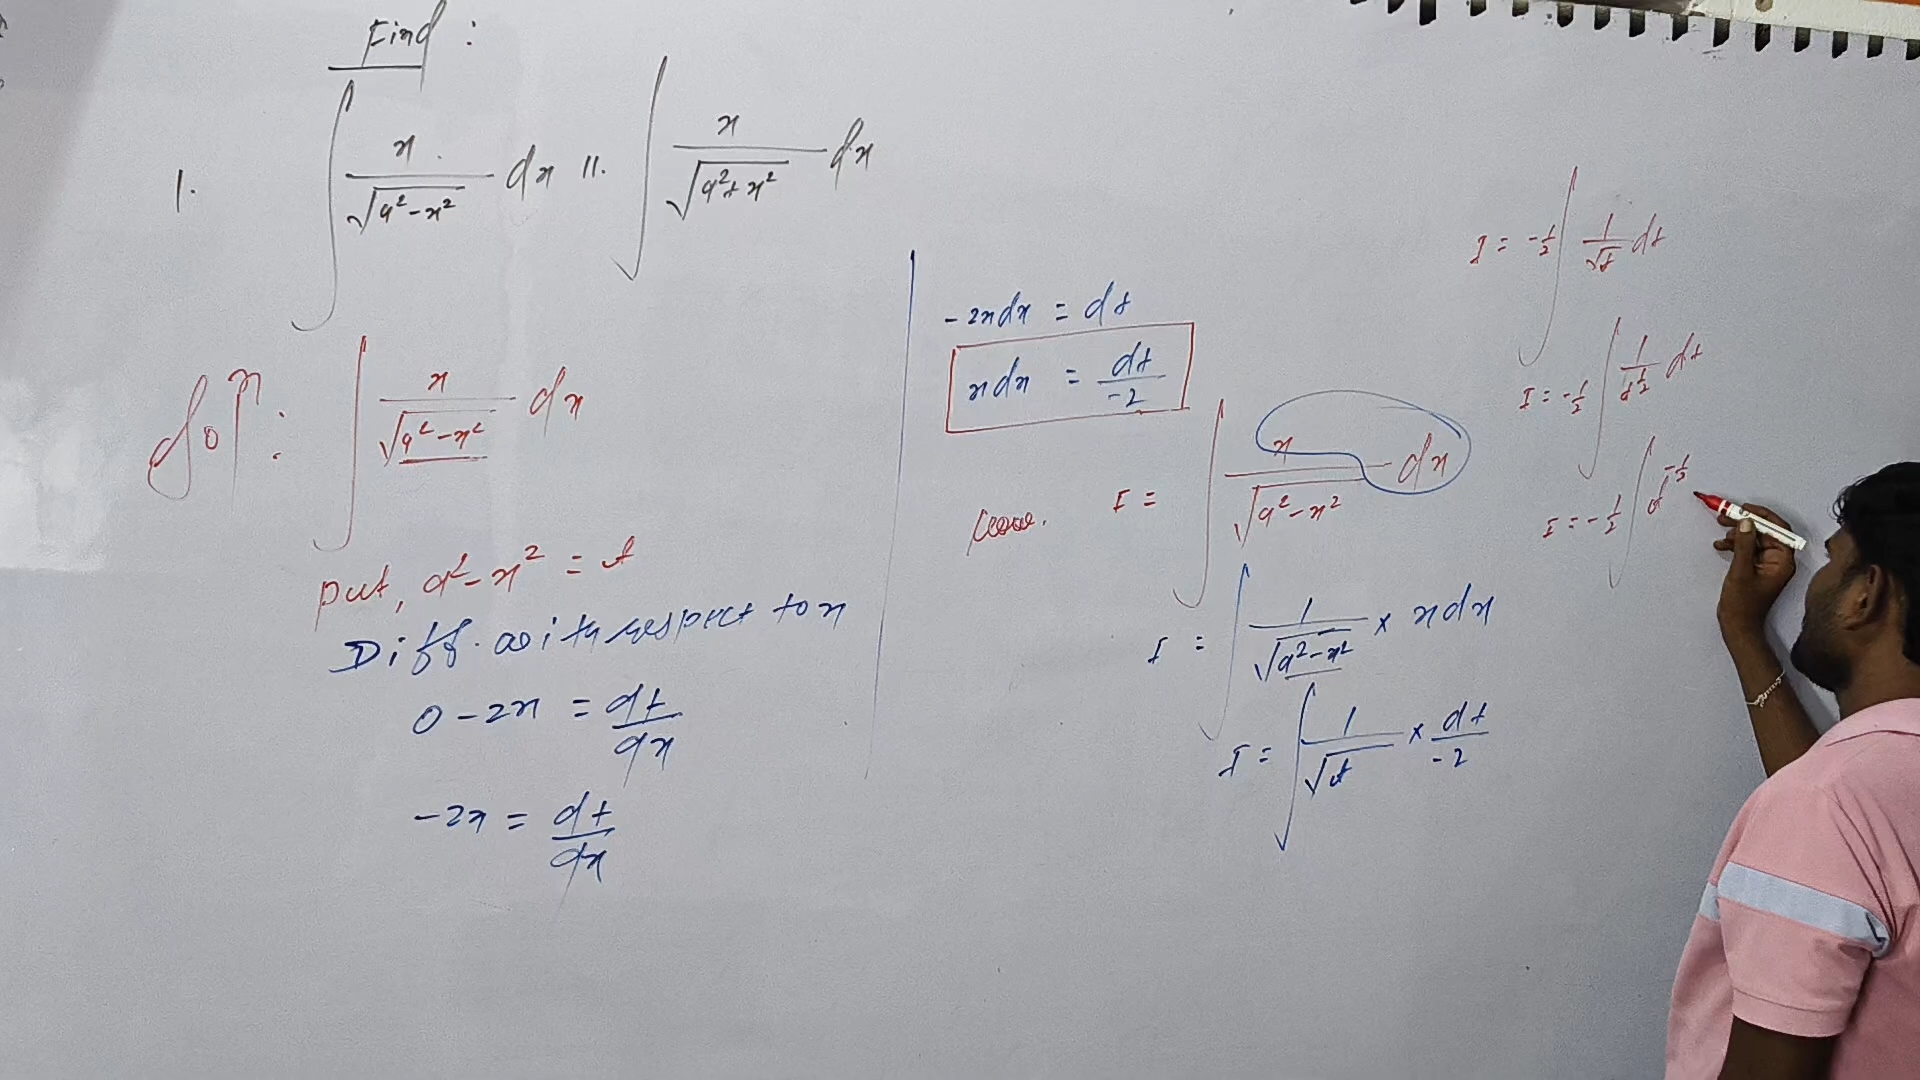 Find :
I. ∫ x/√(a²-x²) dx II. ∫ x/√(a²+x²) dx
Solⁿ: ∫ x/√(a²-x²) dx
put, a²-x² = t
Diff. with respect to x
0 - 2x = dt/dx
-2x = dt/dx
-2xdx = dt
xdx = dt/-2
Now. I = ∫ x/√(a²-x²) dx
I = ∫ 1/√(a²-x²) × xdx
I = ∫ 1/√t × dt/-2
I = -1/2 ∫ 1/√t dt
I = -1/2 ∫ 1/t^(1/2) dt
I = -1/2 ∫ t^(-1/2)